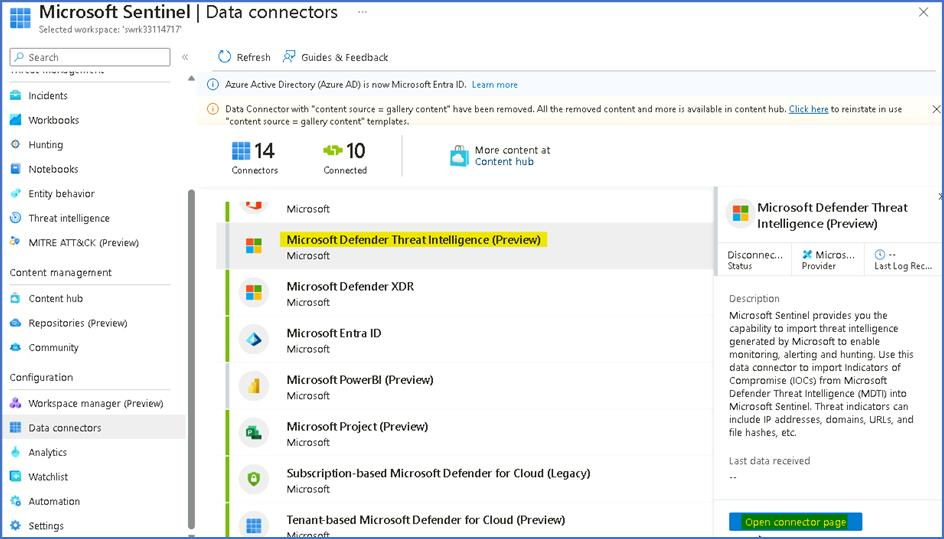 Microsoft Sentinel | Data connectors ...
Selected workspace: 'swrk33114717'
Search
«
Threat management
Incidents
Workbooks
Hunting
Notebooks
Entity behavior
Threat intelligence
MITRE ATT&CK (Preview)
Content management
Content hub
Repositories (Preview)
Community
Configuration
Workspace manager (Preview)
Data connectors
Analytics
Watchlist
Automation
Settings
Refresh
Guides & Feedback
Azure Active Directory (Azure AD) is now Microsoft Entra ID. Learn more
Data Connector with "content source = gallery content" have been removed. All the removed content and more is available in content hub. Click here to reinstate in use
"content source = gallery content" templates.
14
Connectors
10
Connected
More content at
Content hub
Microsoft
Microsoft Defender Threat Intelligence (Preview)
Microsoft
Microsoft Defender XDR
Microsoft
Microsoft Entra ID
Microsoft
Microsoft PowerBI (Preview)
Microsoft
Microsoft Project (Preview)
Microsoft
Subscription-based Microsoft Defender for Cloud (Legacy)
Microsoft
Tenant-based Microsoft Defender for Cloud (Preview)
Microsoft
Microsoft Defender Threat
Intelligence (Preview)
Disconnec...
Status
Micros...
Provider
--
Last Log Rec...
Description
Microsoft Sentinel provides you the
capability to import threat intelligence
generated by Microsoft to enable
monitoring, alerting and hunting. Use this
data connector to import Indicators of
Compromise (IOCs) from Microsoft
Defender Threat Intelligence (MDTI) into
Microsoft Sentinel. Threat indicators can
include IP addresses, domains, URLs, and
file hashes, etc.
Last data received
--
Open connector page